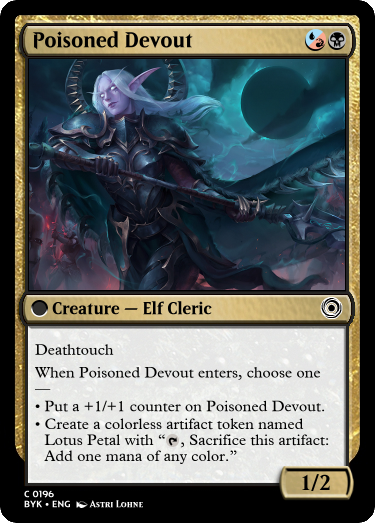 Poisoned Devout
Creature — Elf Cleric
Deathtouch
When Poisoned Devout enters, choose one
—
• Put a +1/+1 counter on Poisoned Devout.
• Create a colorless artifact token named
Lotus Petal with “, Sacrifice this artifact:
Add one mana of any color.”
1/2
C 0196
BYK • ENG Astri Lohne